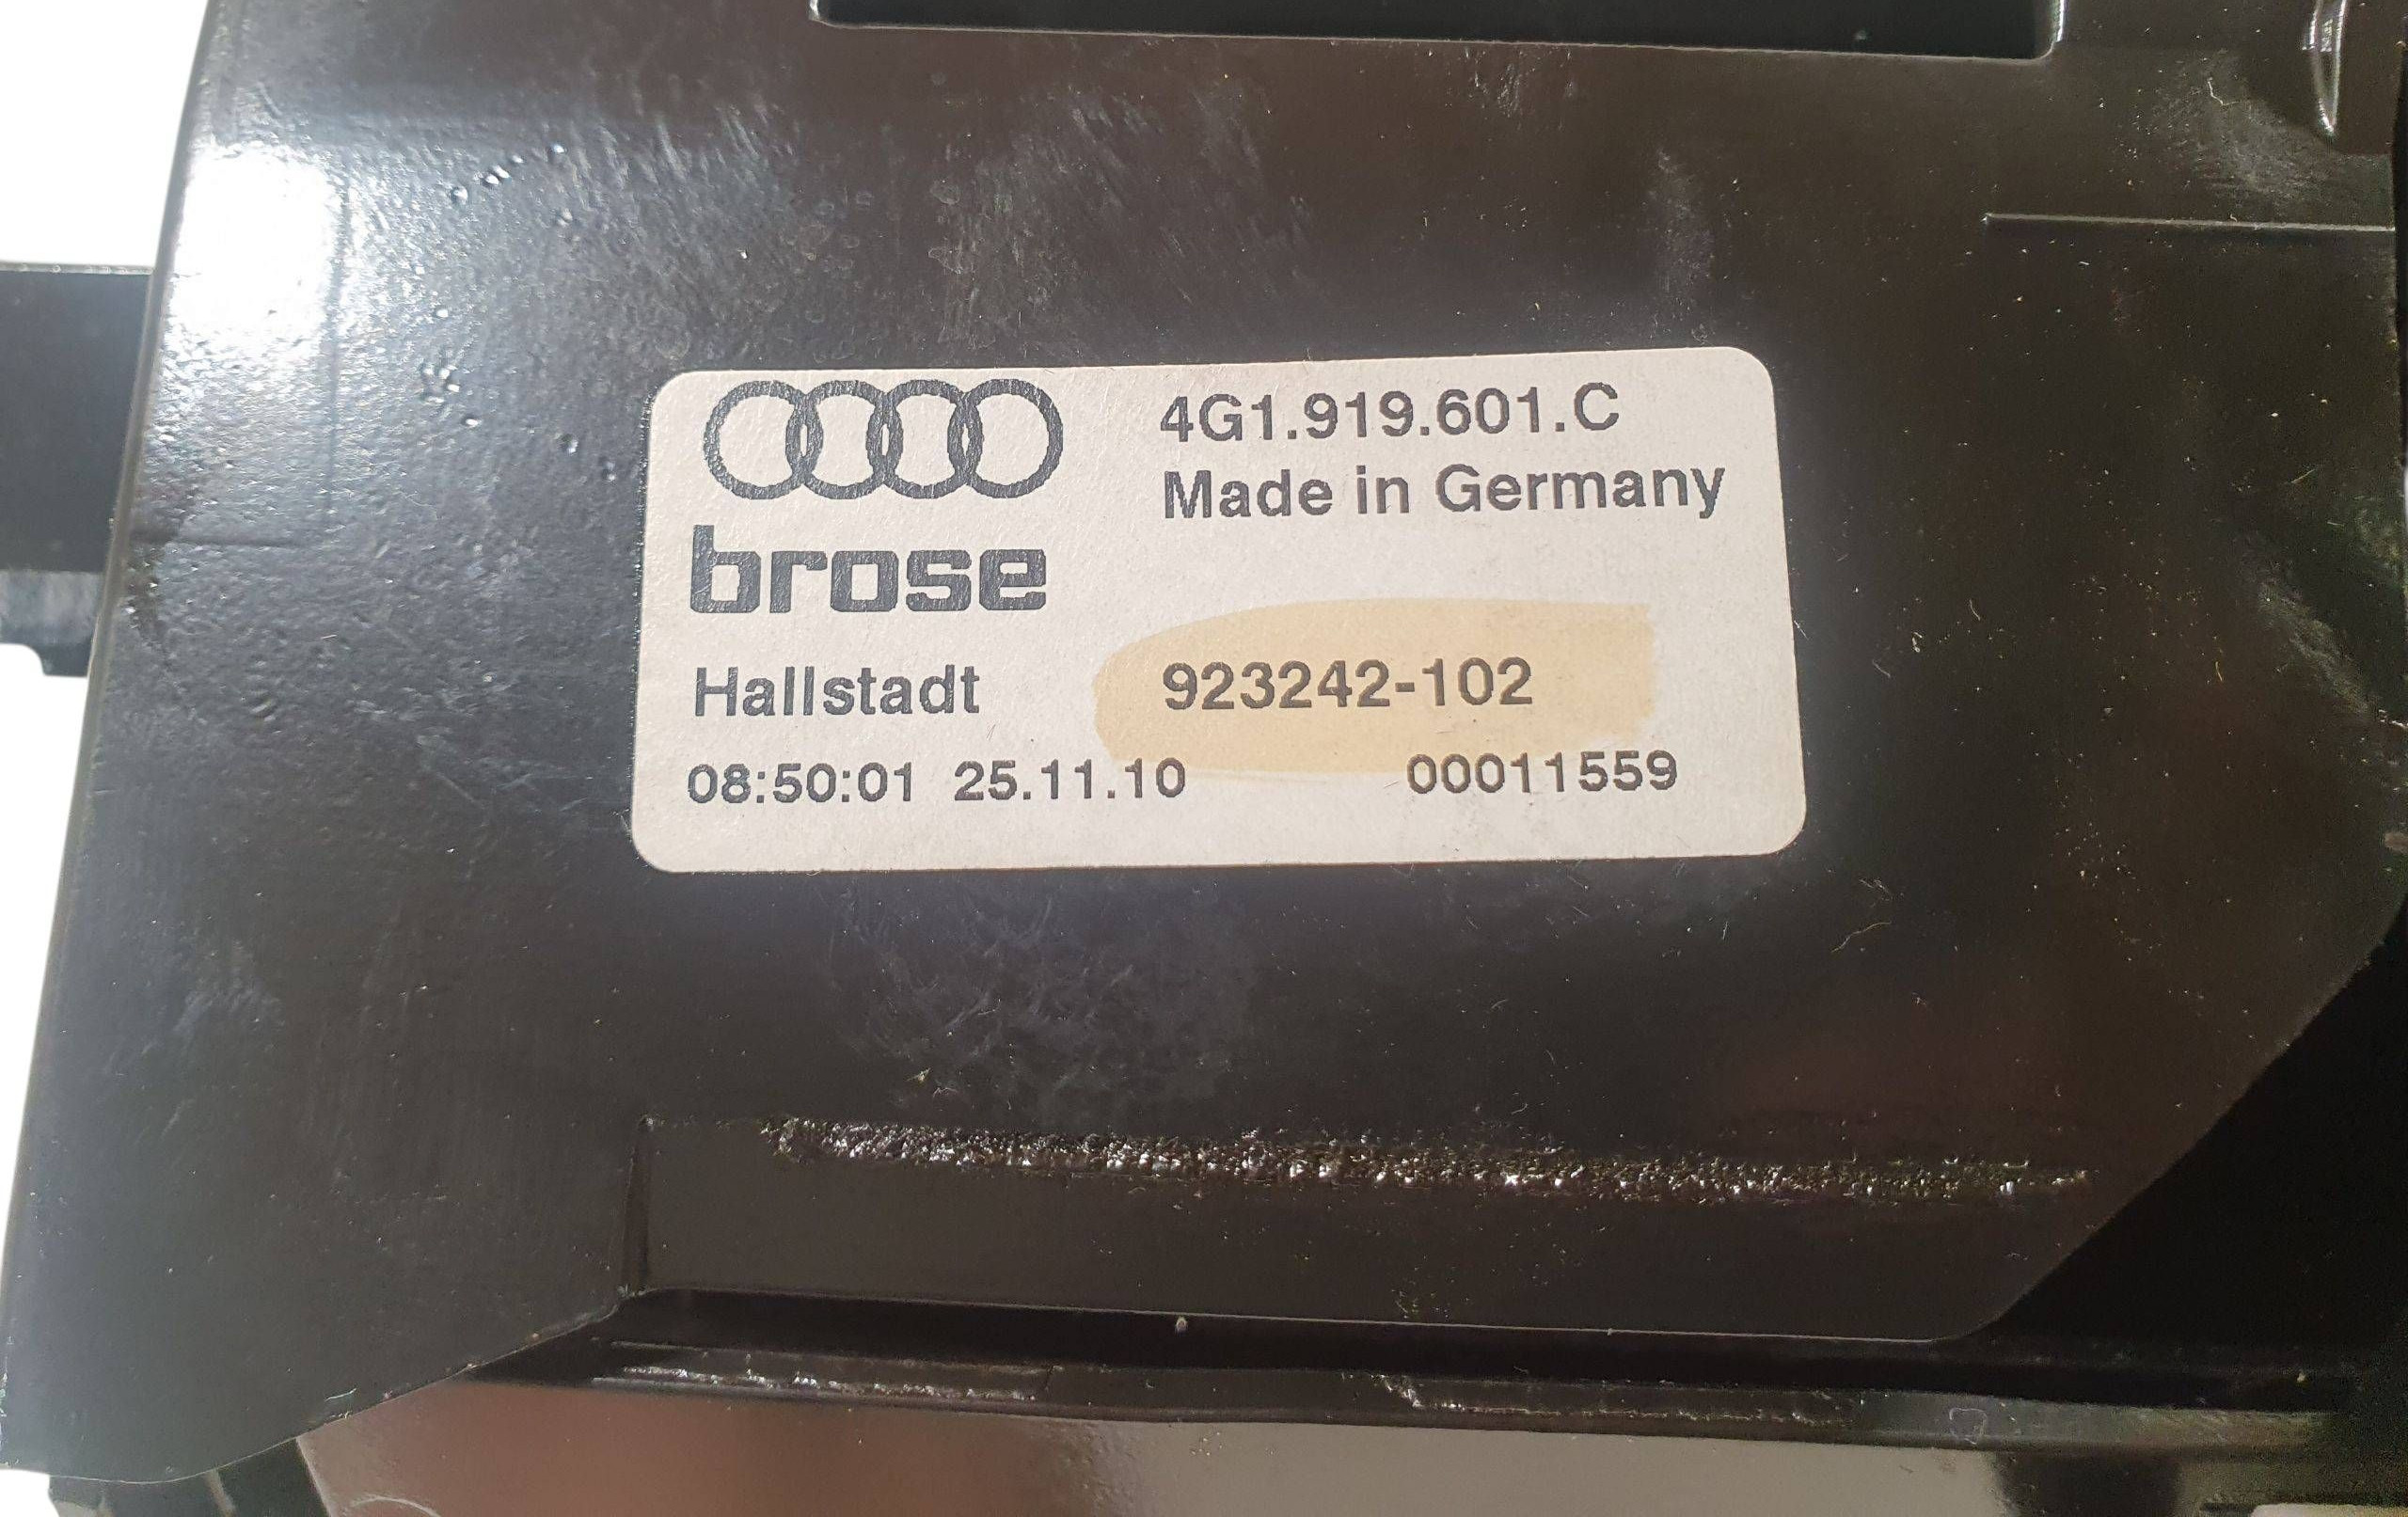 4G1.919.601.C
Made in Germany
brose
Hallstadt 923242-102
08:50:01 25.11.10 00011559